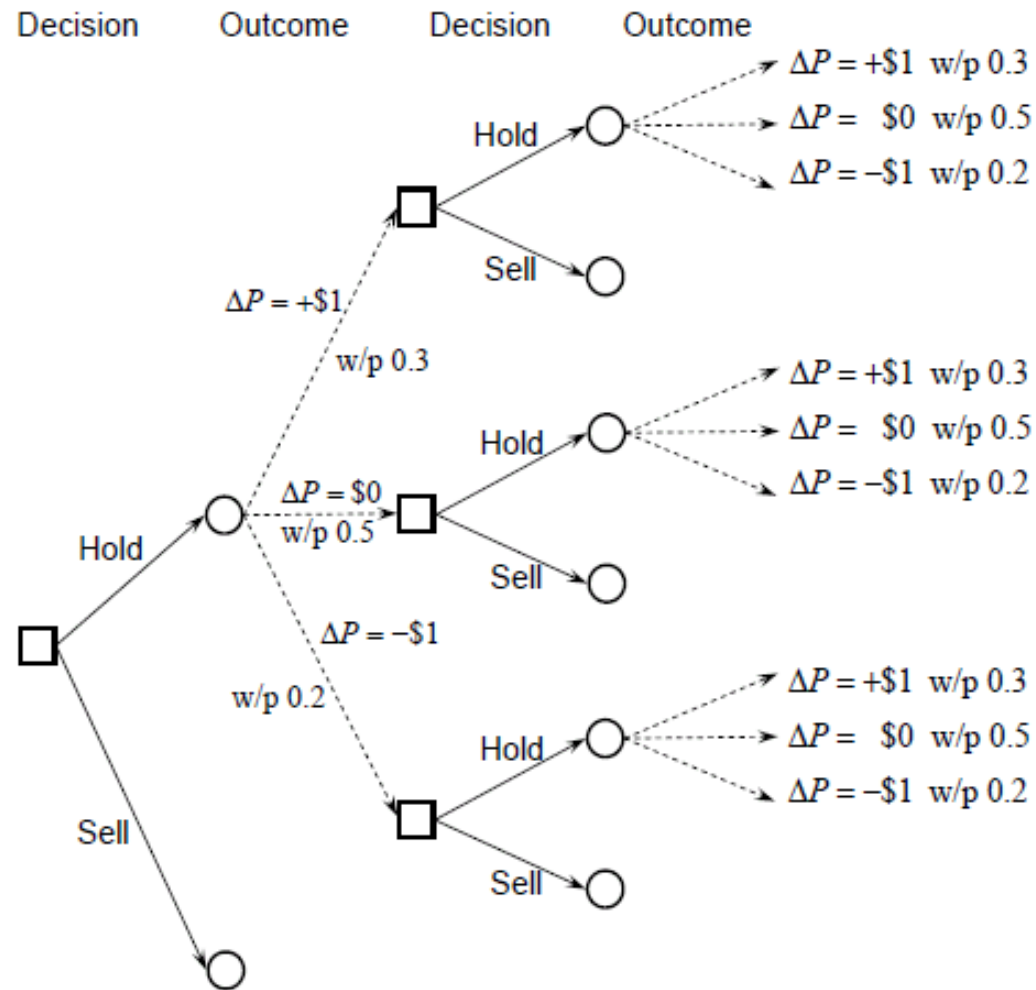 Decision Outcome Decision Outcome
ΔP = +$1 w/p 0.3
ΔP = $0 w/p 0.5
ΔP = −$1 w/p 0.2
Hold
Sell
ΔP = +$1
w/p 0.3
ΔP = +$1 w/p 0.3
ΔP = $0 w/p 0.5
ΔP = −$1 w/p 0.2
Hold
Sell
ΔP = $0
w/p 0.5
Hold
ΔP = −$1
w/p 0.2
ΔP = +$1 w/p 0.3
ΔP = $0 w/p 0.5
ΔP = −$1 w/p 0.2
Hold
Sell
Sell